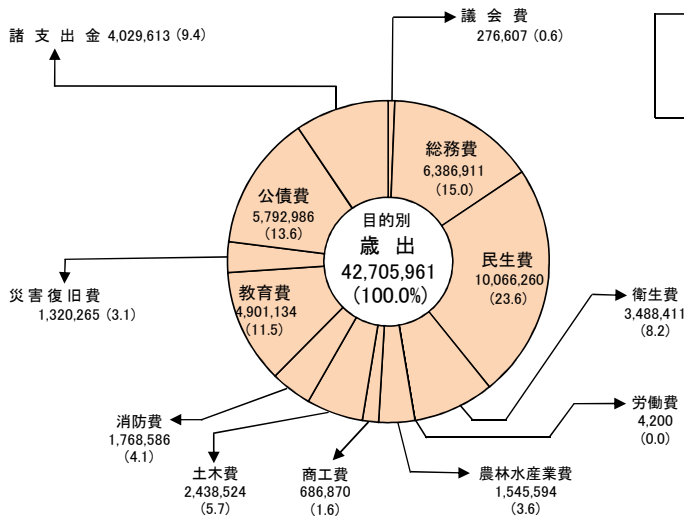 諸支出金 4,029,613 (9.4)
議会費
276,607 (0.6)
総務費
6,386,911
(15.0)
公債費
5,792,986
(13.6)
目的別
歳出
42,705,961
(100.0%)
民生費
10,066,260
(23.6)
災害復旧費
1,320,265 (3.1)
教育費
4,901,134
(11.5)
衛生費
3,488,411
(8.2)
労働費
4,200
(0.0)
消防費
1,768,586
(4.1)
土木費
2,438,524
(5.7)
商工費
686,870
(1.6)
農林水産業費
1,545,594
(3.6)